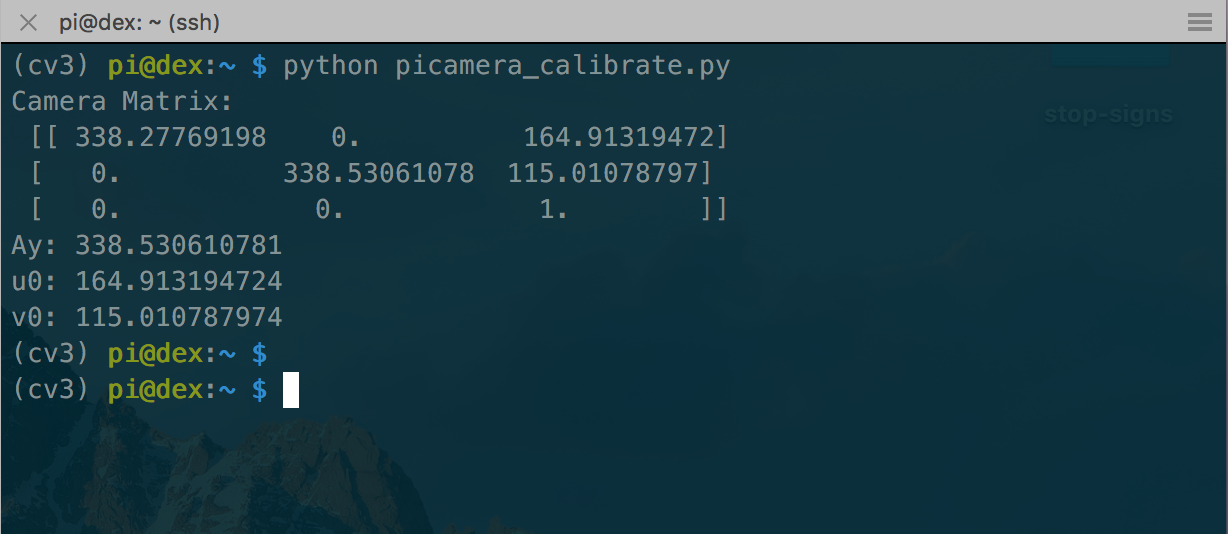 pi@dex: ~ (ssh)
(cv3) pi@dex:~ $ python picamera_calibrate.py
Camera Matrix:
stop-signs
[[ 338.27769198 0. 164.91319472]
[ 0. 338.53061078 115.01078797]
[ 0. 0. 1. ]]
Ay: 338.530610781
u0: 164.913194724
v0: 115.010787974
(cv3) pi@dex:~ $
(cv3) pi@dex:~ $